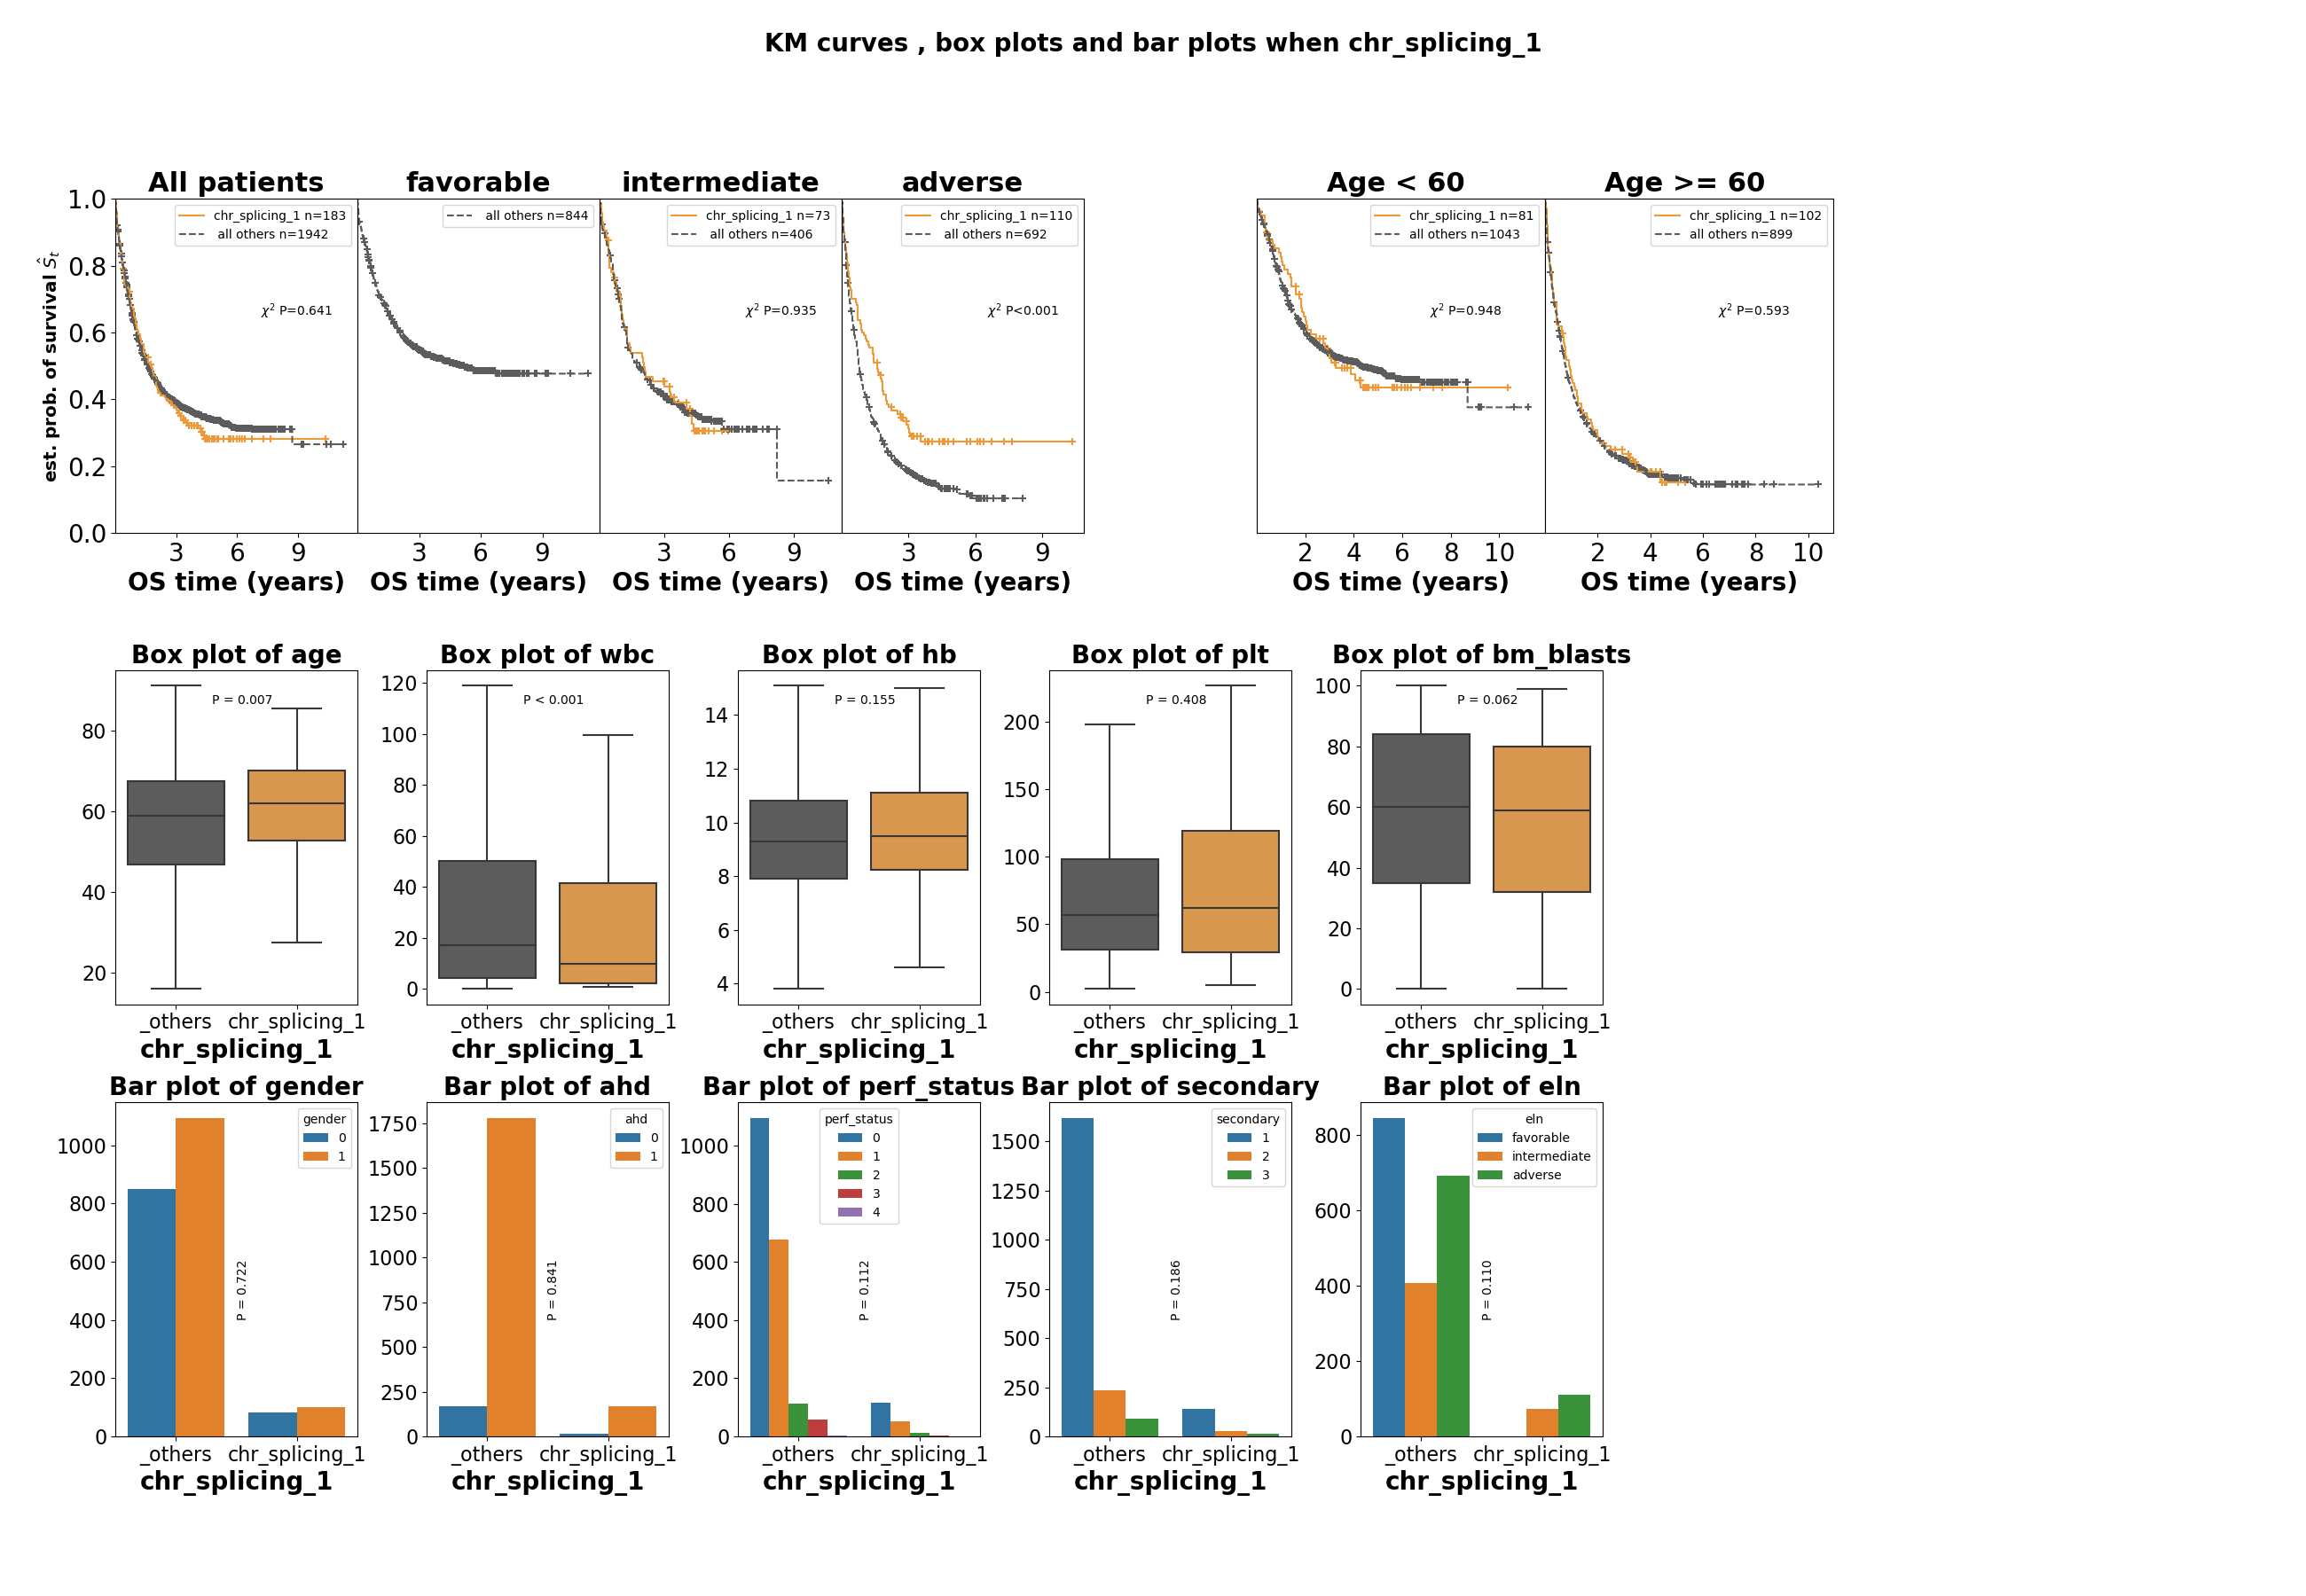 KM curves , box plots and bar plots when chr_splicing_1
All patients
favorable
intermediate
adverse
Age < 60
Age >= 60
est. prob. of survival Ŝt
1.0
0.8
0.6
0.4
0.2
0.0
chr_splicing_1 n=183
all others n=1942
χ² P=0.641
3 6 9
OS time (years)
all others n=844
3 6 9
OS time (years)
chr_splicing_1 n=73
all others n=406
χ² P=0.935
3 6 9
OS time (years)
chr_splicing_1 n=110
all others n=692
χ² P<0.001
3 6 9
OS time (years)
chr_splicing_1 n=81
all others n=1043
χ² P=0.948
2 4 6 8 10
OS time (years)
chr_splicing_1 n=102
all others n=899
χ² P=0.593
2 4 6 8 10
OS time (years)
Box plot of age
P = 0.007
80
60
40
20
_others chr_splicing_1
chr_splicing_1
Box plot of wbc
P < 0.001
120
100
80
60
40
20
0
_others chr_splicing_1
chr_splicing_1
Box plot of hb
P = 0.155
14
12
10
8
6
4
_others chr_splicing_1
chr_splicing_1
Box plot of plt
P = 0.408
200
150
100
50
0
_others chr_splicing_1
chr_splicing_1
Box plot of bm_blasts
P = 0.062
100
80
60
40
20
0
_others chr_splicing_1
chr_splicing_1
Bar plot of gender
gender
0
1
P = 0.722
1000
800
600
400
200
0
_others chr_splicing_1
chr_splicing_1
Bar plot of ahd
ahd
0
1
P = 0.841
1750
1500
1250
1000
750
500
250
0
_others chr_splicing_1
chr_splicing_1
Bar plot of perf_status
perf_status
0
1
2
3
4
P = 0.112
1000
800
600
400
200
0
_others chr_splicing_1
chr_splicing_1
Bar plot of secondary
secondary
1
2
3
P = 0.186
1500
1250
1000
750
500
250
0
_others chr_splicing_1
chr_splicing_1
Bar plot of eln
eln
favorable
intermediate
adverse
P = 0.110
800
600
400
200
0
_others chr_splicing_1
chr_splicing_1